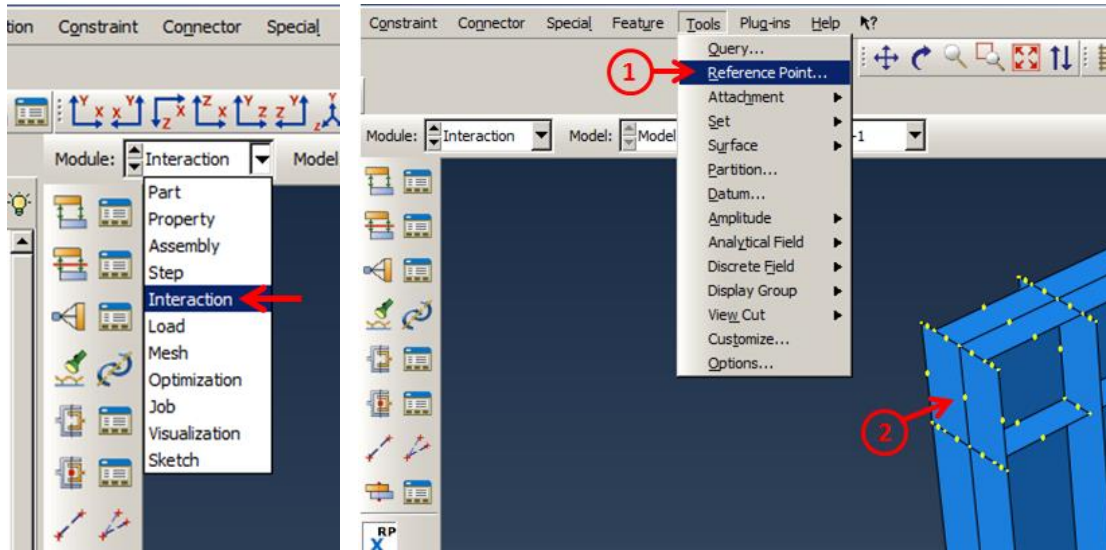 tion Constraint Connector Special
Module: Interaction Model
Part
Property
Assembly
Step
Interaction
Load
Mesh
Optimization
Job
Visualization
Sketch
Constraint Connector Special Feature Tools Plug-ins Help
Query...
1 Reference Point...
Attachment
Set
Surface
Partition...
Datum...
Amplitude
Analytical Field
Discrete Field
Display Group
View Cut
Customize...
Options...
Module: Interaction Model: Model -1
2
RP
X
Y X X Y Z X Z X Y Z Z Y Z Y